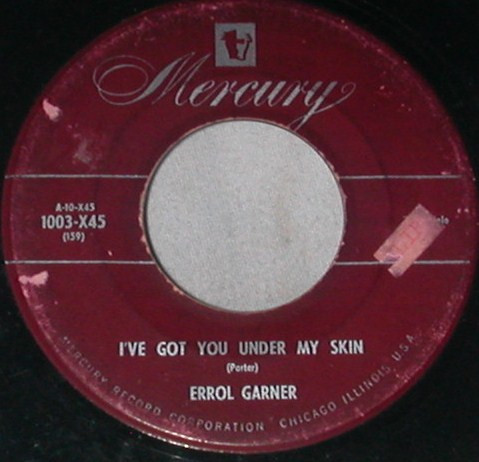 Mercury
A-10-X45
1003-X45
(159)
I'VE GOT YOU UNDER MY SKIN
(Porter)
ERROL GARNER
MERCURY RECORD CORPORATION CHICAGO ILLINOIS, U.S.A.